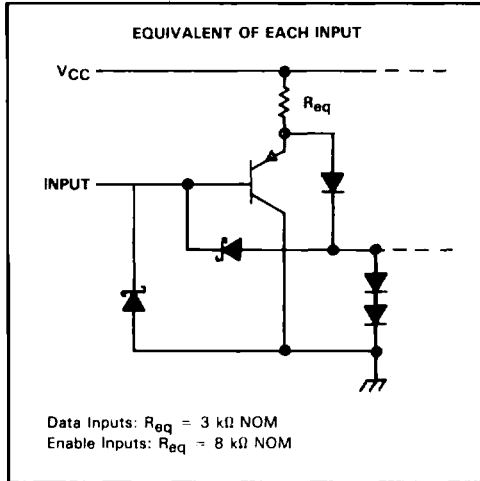 EQUIVALENT OF EACH INPUT
VCC
Req
INPUT
Data Inputs: Req = 3 kΩ NOM
Enable Inputs: Req = 8 kΩ NOM